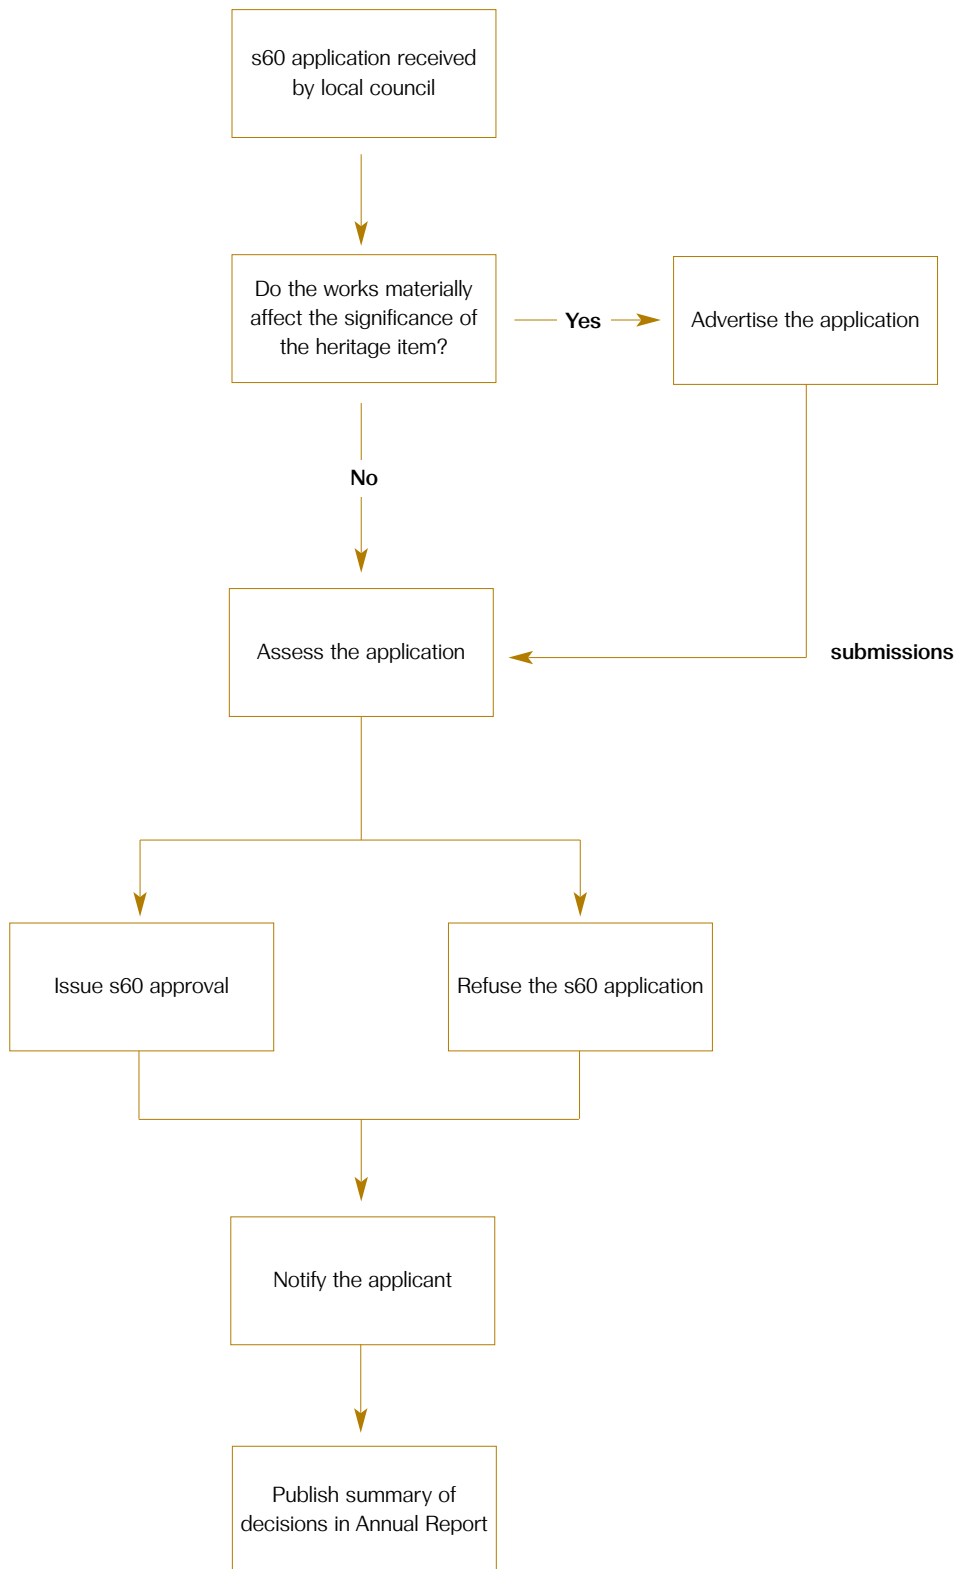 s60 application received
by local council
Do the works materially
affect the significance of
the heritage item?
Yes
Advertise the application
No
Assess the application
submissions
Issue s60 approval
Refuse the s60 application
Notify the applicant
Publish summary of
decisions in Annual Report